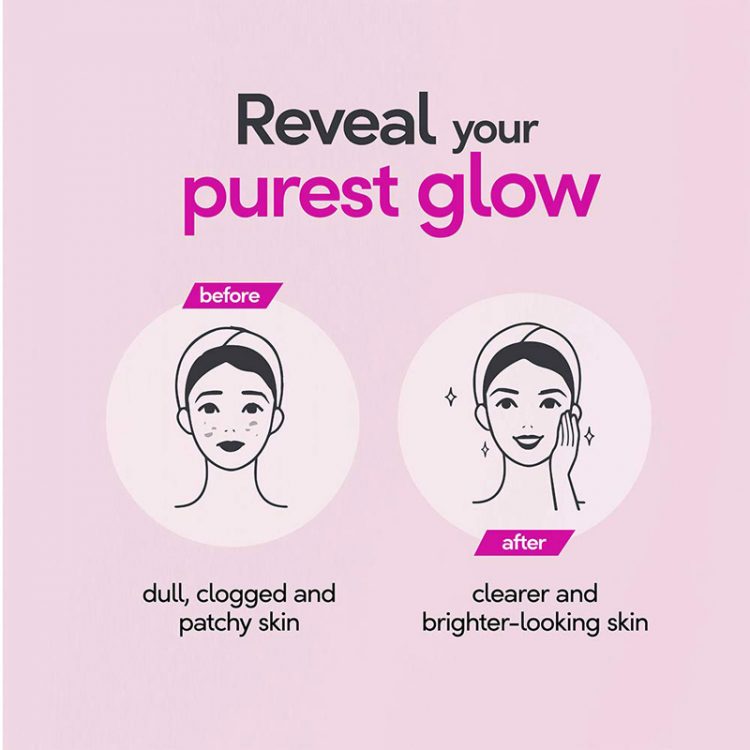 Reveal your
purest glow
before
dull, clogged and
patchy skin
after
clearer and
brighter-looking skin